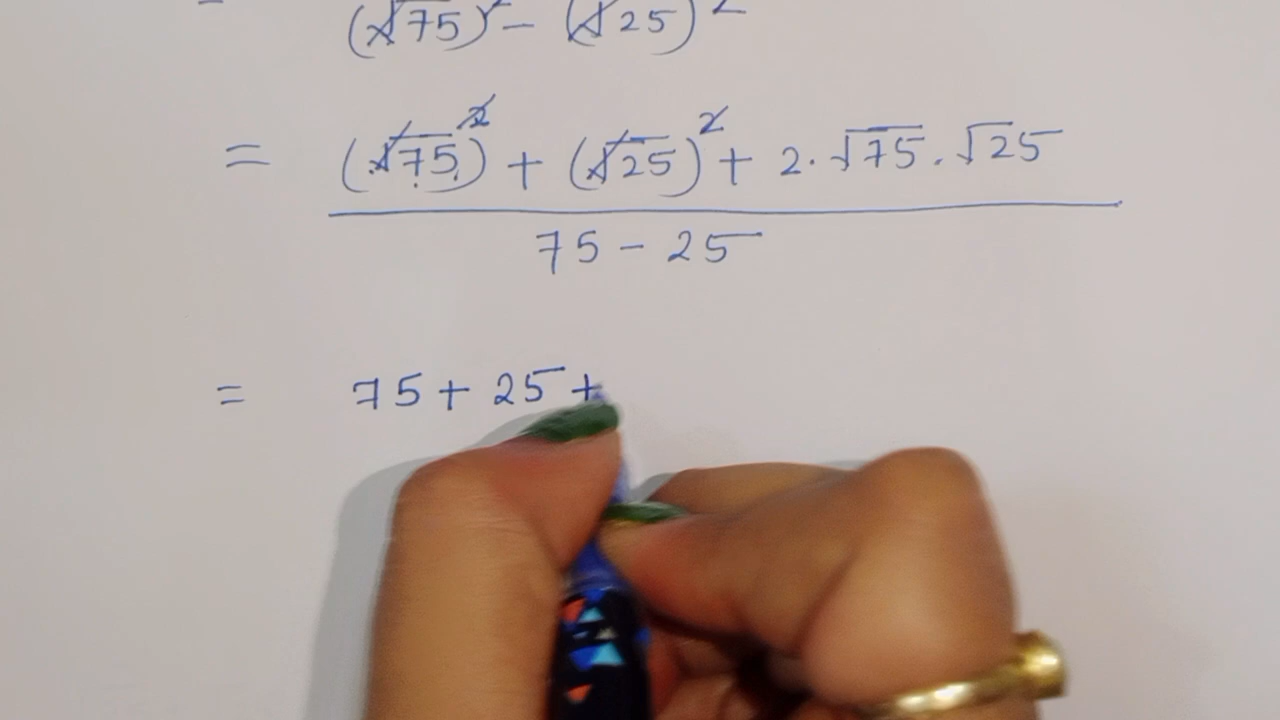 (√75)² - (√25)²
= (√75)² + (√25)² + 2.√75.√25
75 - 25
= 75 + 25 +